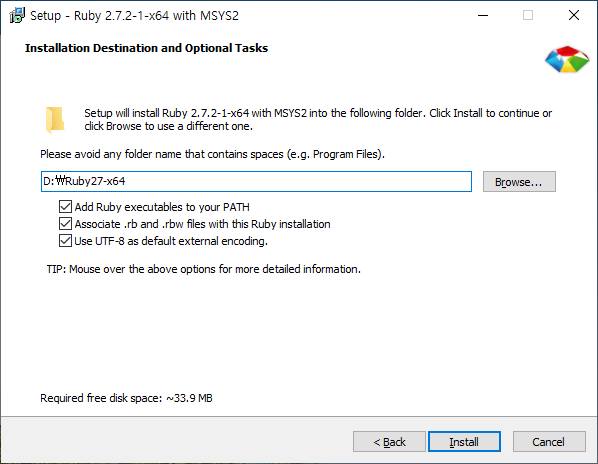 Setup - Ruby 2.7.2-1-x64 with MSYS2
Installation Destination and Optional Tasks
Setup will install Ruby 2.7.2-1-x64 with MSYS2 into the following folder. Click Install to continue or
click Browse to use a different one.
Please avoid any folder name that contains spaces (e.g. Program Files).
D:₩Ruby27-x64
Browse...
Add Ruby executables to your PATH
Associate .rb and .rbw files with this Ruby installation
Use UTF-8 as default external encoding.
TIP: Mouse over the above options for more detailed information.
Required free disk space: ~33.9 MB
< Back
Install
Cancel